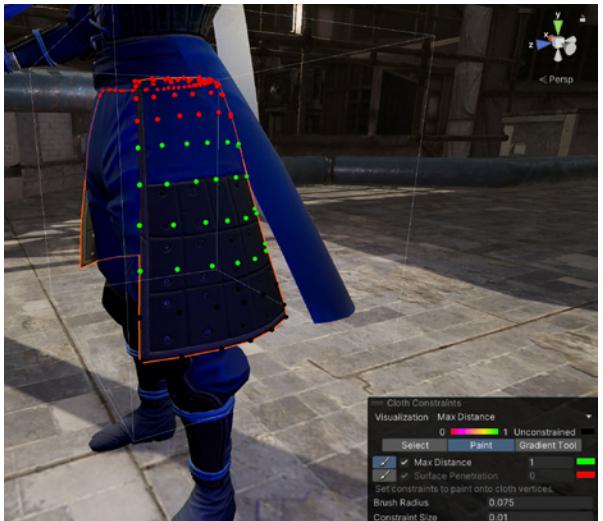 y
x
z
< Persp
Cloth Constraints
Visualization Max Distance
0 1 Unconstrained
Select Paint Gradient Tool
Max Distance 1
Surface Penetration 0
Set constraints to paint onto cloth vertices.
Brush Radius 0.075
Constraint Size 0.01